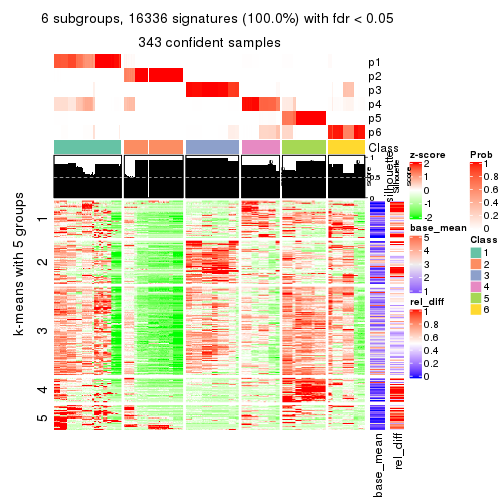 6 subgroups, 16336 signatures (100.0%) with fdr < 0.05
343 confident samples
p1
p2
p3
p4
p5
p6
Class
1
0.5
0
silhouette
score
Silhouette
silhouette
k-means with 5 groups
1
2
3
4
5
base_mean
rel_diff
z-score
2
1
0
-1
-2
base_mean
5
4
3
2
1
rel_diff
1
0.8
0.6
0.4
0.2
0
Prob
1
0.8
0.6
0.4
0.2
0
Class
1
2
3
4
5
6